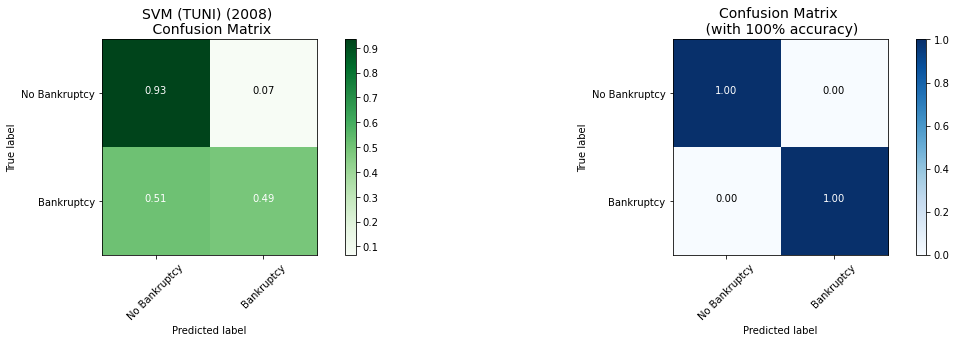 SVM (TUNI) (2008)
Confusion Matrix
No Bankruptcy
Bankruptcy
True label
0.93
0.07
0.51
0.49
No Bankruptcy
Bankruptcy
Predicted label
0.9
0.8
0.7
0.6
0.5
0.4
0.3
0.2
0.1
Confusion Matrix
(with 100% accuracy)
No Bankruptcy
Bankruptcy
True label
1.00
0.00
0.00
1.00
No Bankruptcy
Bankruptcy
Predicted label
1.0
0.8
0.6
0.4
0.2
0.0